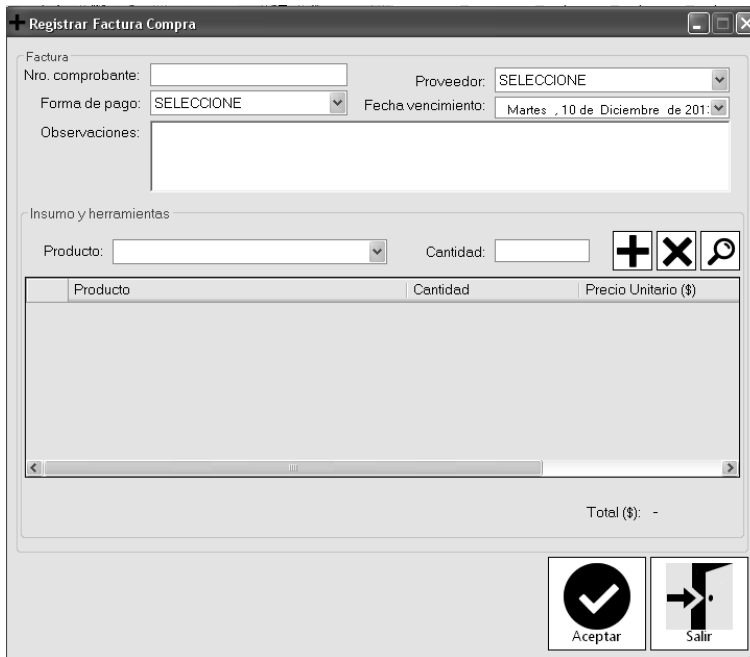 Registrar Factura Compra
Factura
Nro. comprobante:
Proveedor: SELECCIONE
Forma de pago: SELECCIONE
Fecha vencimiento: Martes , 10 de Diciembre de
Observaciones:
Insumo y herramientas
Producto:
Cantidad:
Producto Cantidad Precio Unitario ($)
Total ($): -
Aceptar
Salir